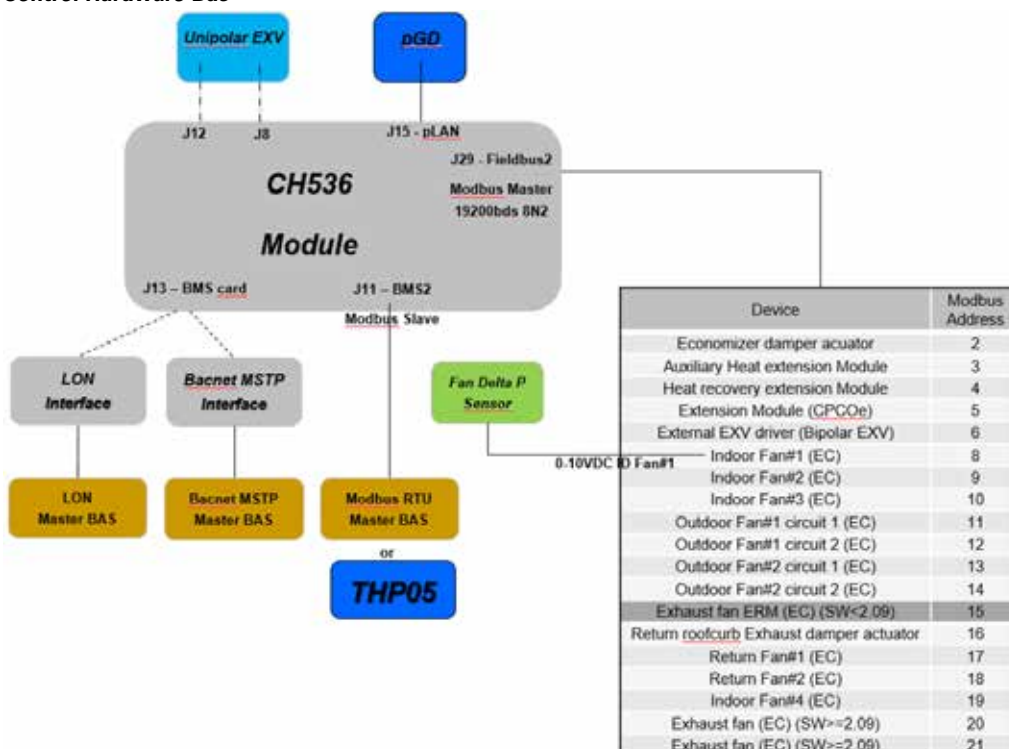 Control Hardware Bus
Unipolar EXV
pGD
J12
J8
J15 - pLAN
J29 - Fieldbus2
Modbus Master
19200bds 8N2
CH536
Module
J13 – BMS card
J11 – BMS2
Modbus Slave
LON
Interface
Bacnet MSTP
Interface
Fan Delta P
Sensor
0-10VDC ID Fan#1
LON
Master BAS
Bacnet MSTP
Master BAS
Modbus RTU
Master BAS
or
THP05
Device Modbus Address
Economizer damper acuator 2
Auxiliary Heat extension Module 3
Heat recovery extension Module 4
Extension Module (CPCOe) 5
External EXV driver (Bipolar EXV) 6
Indoor Fan#1 (EC) 8
Indoor Fan#2 (EC) 9
Indoor Fan#3 (EC) 10
Outdoor Fan#1 circuit 1 (EC) 11
Outdoor Fan#1 circuit 2 (EC) 12
Outdoor Fan#2 circuit 1 (EC) 13
Outdoor Fan#2 circuit 2 (EC) 14
Exhaust fan ERM (EC) (SW<2.09) 15
Return roofcurb Exhaust damper actuator 16
Return Fan#1 (EC) 17
Return Fan#2 (EC) 18
Indoor Fan#4 (EC) 19
Exhaust fan (EC) (SW>=2.09) 20
Exhaust fan (EC) (SW>=2.09) 21